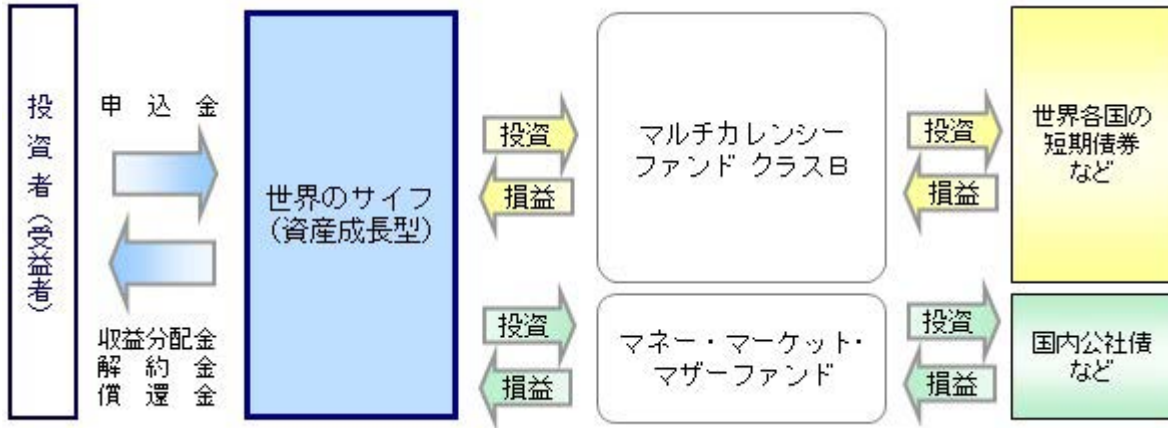 投資者（受益者）
申込金
収益分配金
解約金
償還金
世界のサイフ
（資産成長型）
投資
損益
マルチカレンシー
ファンド クラスＢ
投資
損益
世界各国の
短期債券
など
投資
損益
マネー・マーケット・
マザーファンド
投資
損益
国内公社債
など